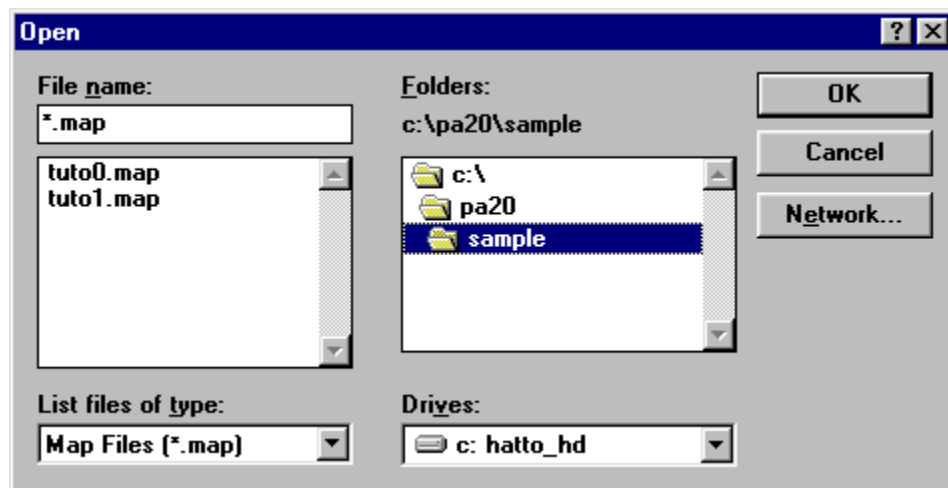 Open
File name:
*.map
tuto0.map
tuto1.map
List files of type:
Map Files (*.map)
Folders:
c:\pa20\sample
c:\
pa20
sample
Drives:
c: hatto_hd
OK
Cancel
Network...